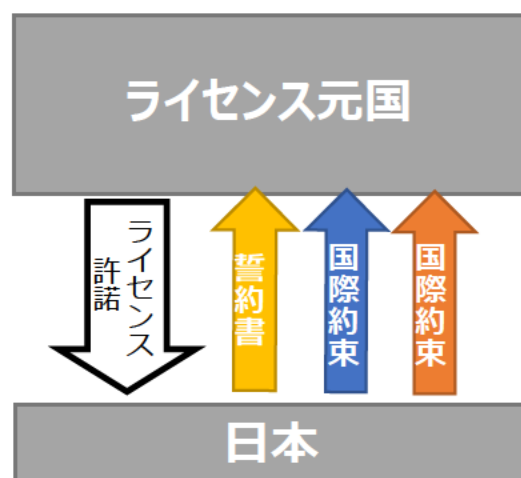 ライセンス元国
ライセンス
許諾
誓約書
国際約束
国際約束
日本